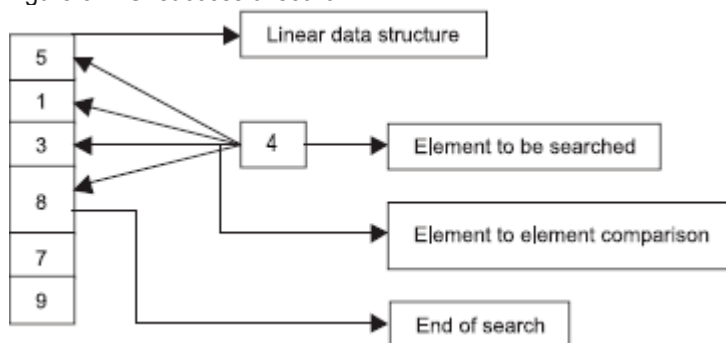 Linear data structure
5
1
3
4
Element to be searched
8
Element to element comparison
7
9
End of search